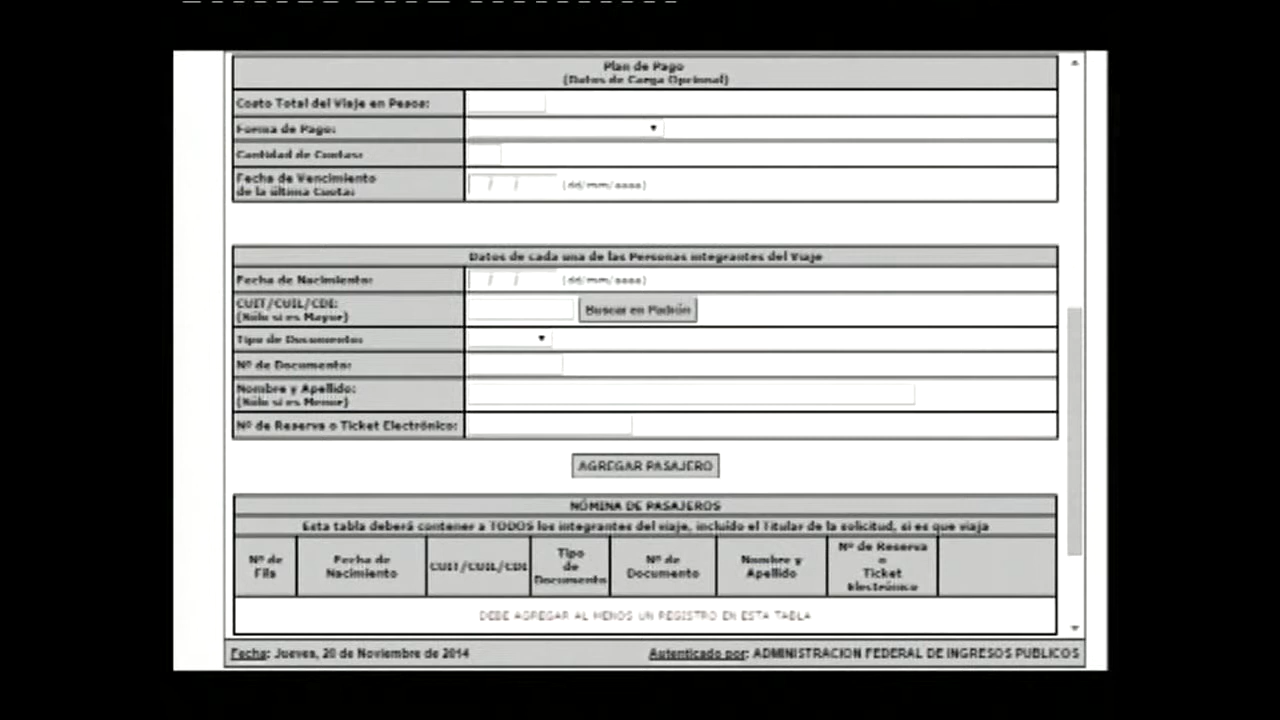 Plan de Pago
(Datos de Carga Opcional)
Costo Total del Viaje en Pesos:
Forma de Pago:
Cantidad de Cuotas:
Fecha de Vencimiento
de la última Cuota:
/ / (dd/mm/aaaa)
Datos de cada una de las Personas integrantes del Viaje
Fecha de Nacimiento:
/ / (dd/mm/aaaa)
CUIT/CUIL/CDI:
(Sólo si es Mayor)
Buscar en Padrón
Tipo de Documento:
Nº de Documento:
Nombre y Apellido:
(Sólo si es Menor)
Nº de Reserva o Ticket Electrónico:
AGREGAR PASAJERO
NÓMINA DE PASAJEROS
Esta tabla deberá contener a TODOS los integrantes del viaje, incluído el Titular de la solicitud, si es que viaja
Nº de
Fila
Fecha de
Nacimiento
CUIT/CUIL/CDI
Tipo
de
Documento
Nº de
Documento
Nombre y
Apellido
Nº de Reserva
o
Ticket
Electrónico
DEBE AGREGAR AL MENOS UN REGISTRO EN ESTA TABLA
Fecha: Jueves, 20 de Noviembre de 2014
Autenticado por: ADMINISTRACION FEDERAL DE INGRESOS PUBLICOS